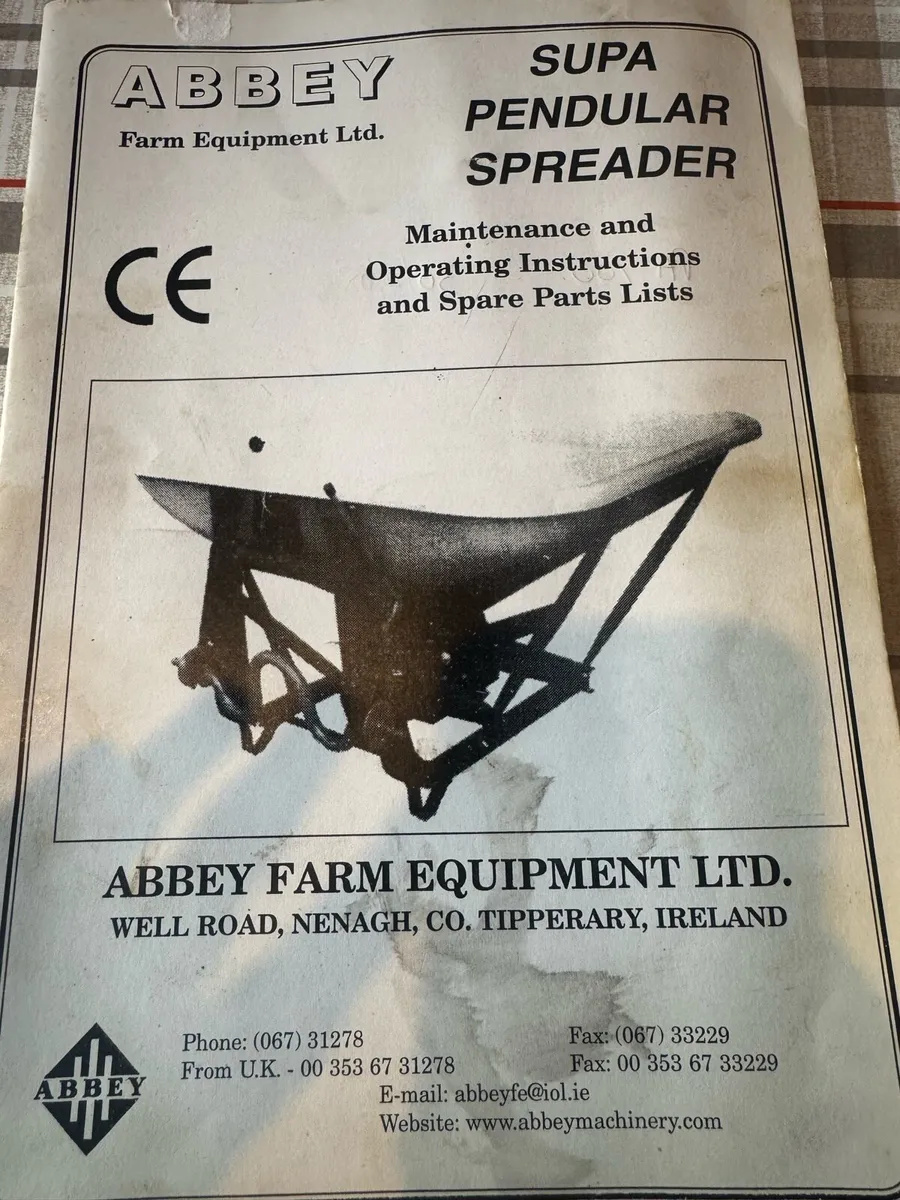 ABBEY
Farm Equipment Ltd.
SUPA
PENDULAR
SPREADER
CE
Maintenance and
Operating Instructions
and Spare Parts Lists
ABBEY FARM EQUIPMENT LTD.
WELL ROAD, NENAGH, CO. TIPPERARY, IRELAND
ABBEY
Phone: (067) 31278
Fax: (067) 33229
From U.K. - 00 353 67 31278
Fax: 00 353 67 33229
E-mail: abbeyfe@iol.ie
Website: www.abbeymachinery.com